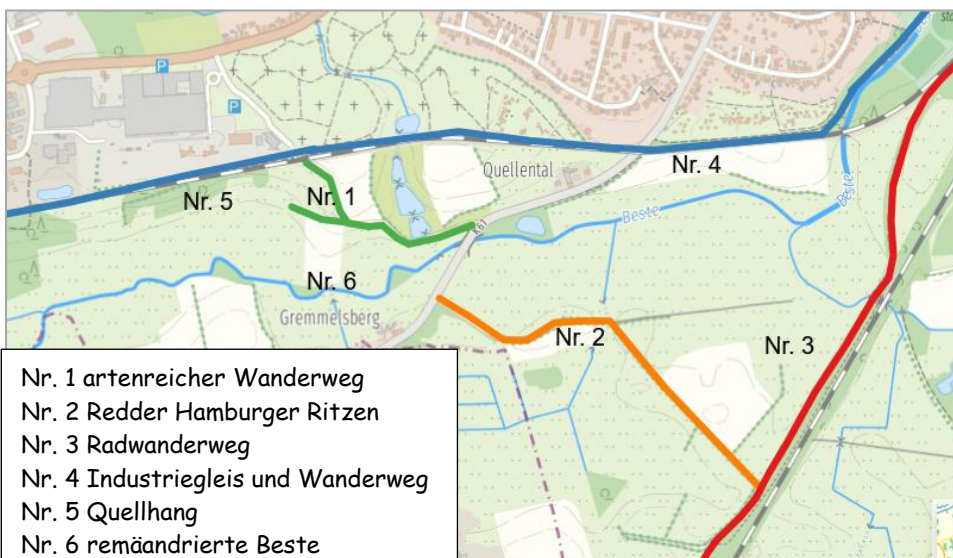 P
P
Quellental
Nr. 4
Nr. 5
Nr. 1
Beste
Beste
K61
Nr. 6
Gremmelsberg
Nr. 2
Nr. 3
Nr. 1 artenreicher Wanderweg
Nr. 2 Redder Hamburger Ritzen
Nr. 3 Radwanderweg
Nr. 4 Industriegleis und Wanderweg
Nr. 5 Quellhang
Nr. 6 remäandrierte Beste